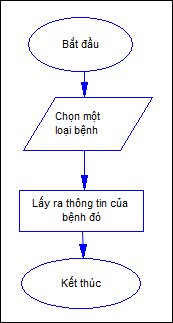 Bắt đầu
Chọn một
loại bệnh
Lấy ra thông tin của
bệnh đó
Kết thúc